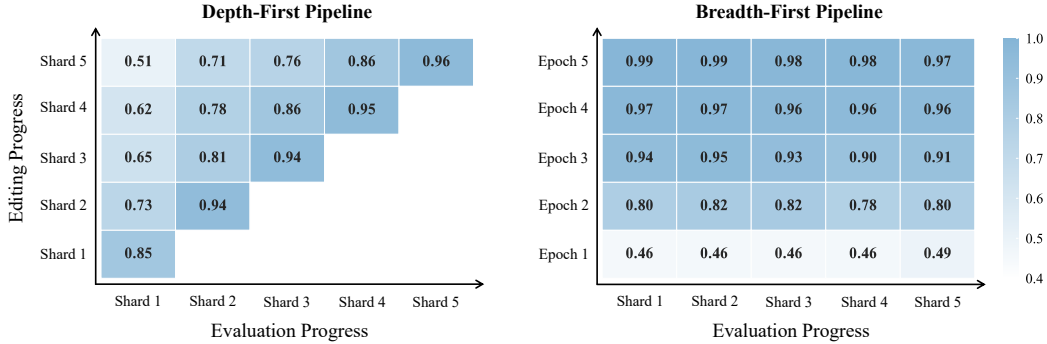 Depth-First Pipeline
Editing Progress
Shard 5 0.51 0.71 0.76 0.86 0.96
Shard 4 0.62 0.78 0.86 0.95
Shard 3 0.65 0.81 0.94
Shard 2 0.73 0.94
Shard 1 0.85
Shard 1 Shard 2 Shard 3 Shard 4 Shard 5
Evaluation Progress
Breadth-First Pipeline
Epoch 5 0.99 0.99 0.98 0.98 0.97
Epoch 4 0.97 0.97 0.96 0.96 0.96
Epoch 3 0.94 0.95 0.93 0.90 0.91
Epoch 2 0.80 0.82 0.82 0.78 0.80
Epoch 1 0.46 0.46 0.46 0.46 0.49
Shard 1 Shard 2 Shard 3 Shard 4 Shard 5
Evaluation Progress
1.0
0.9
0.8
0.7
0.6
0.5
0.4